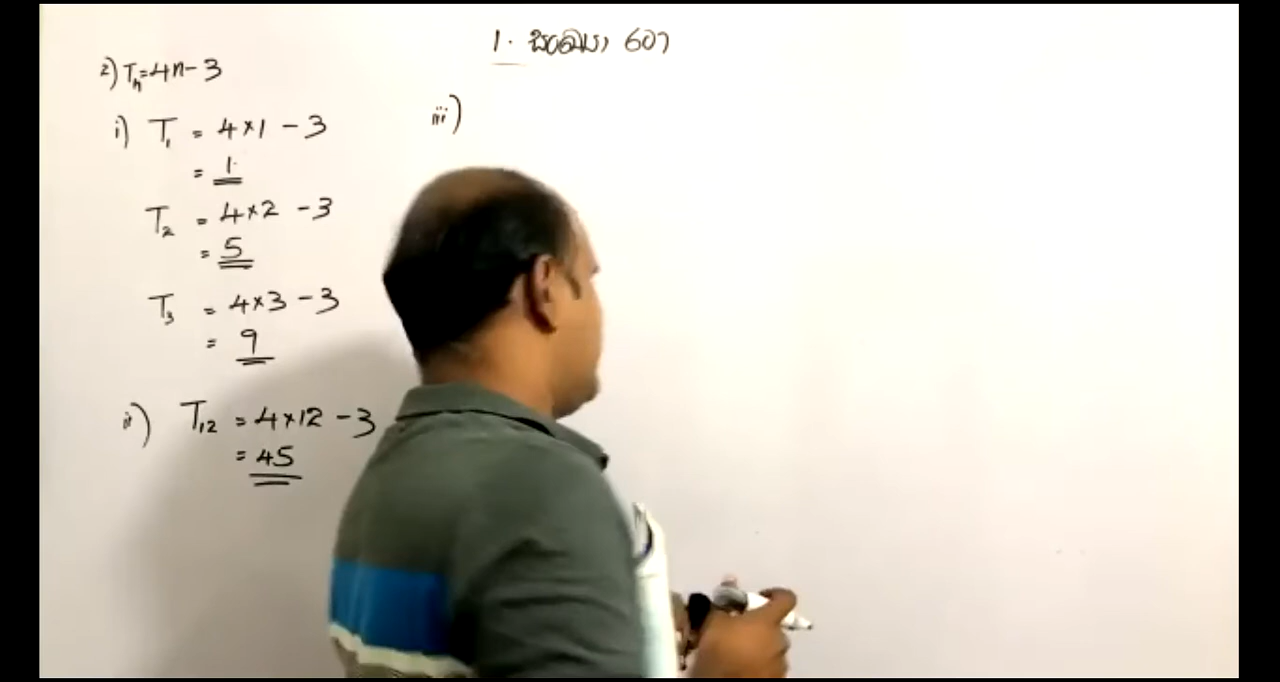 1. සංඛ්‍යා රටා
2) Tₙ = 4n - 3
i) T₁ = 4×1 - 3
= 1
T₂ = 4×2 - 3
= 5
T₃ = 4×3 - 3
= 9
ii) T₁₂ = 4×12 - 3
= 45
iii)